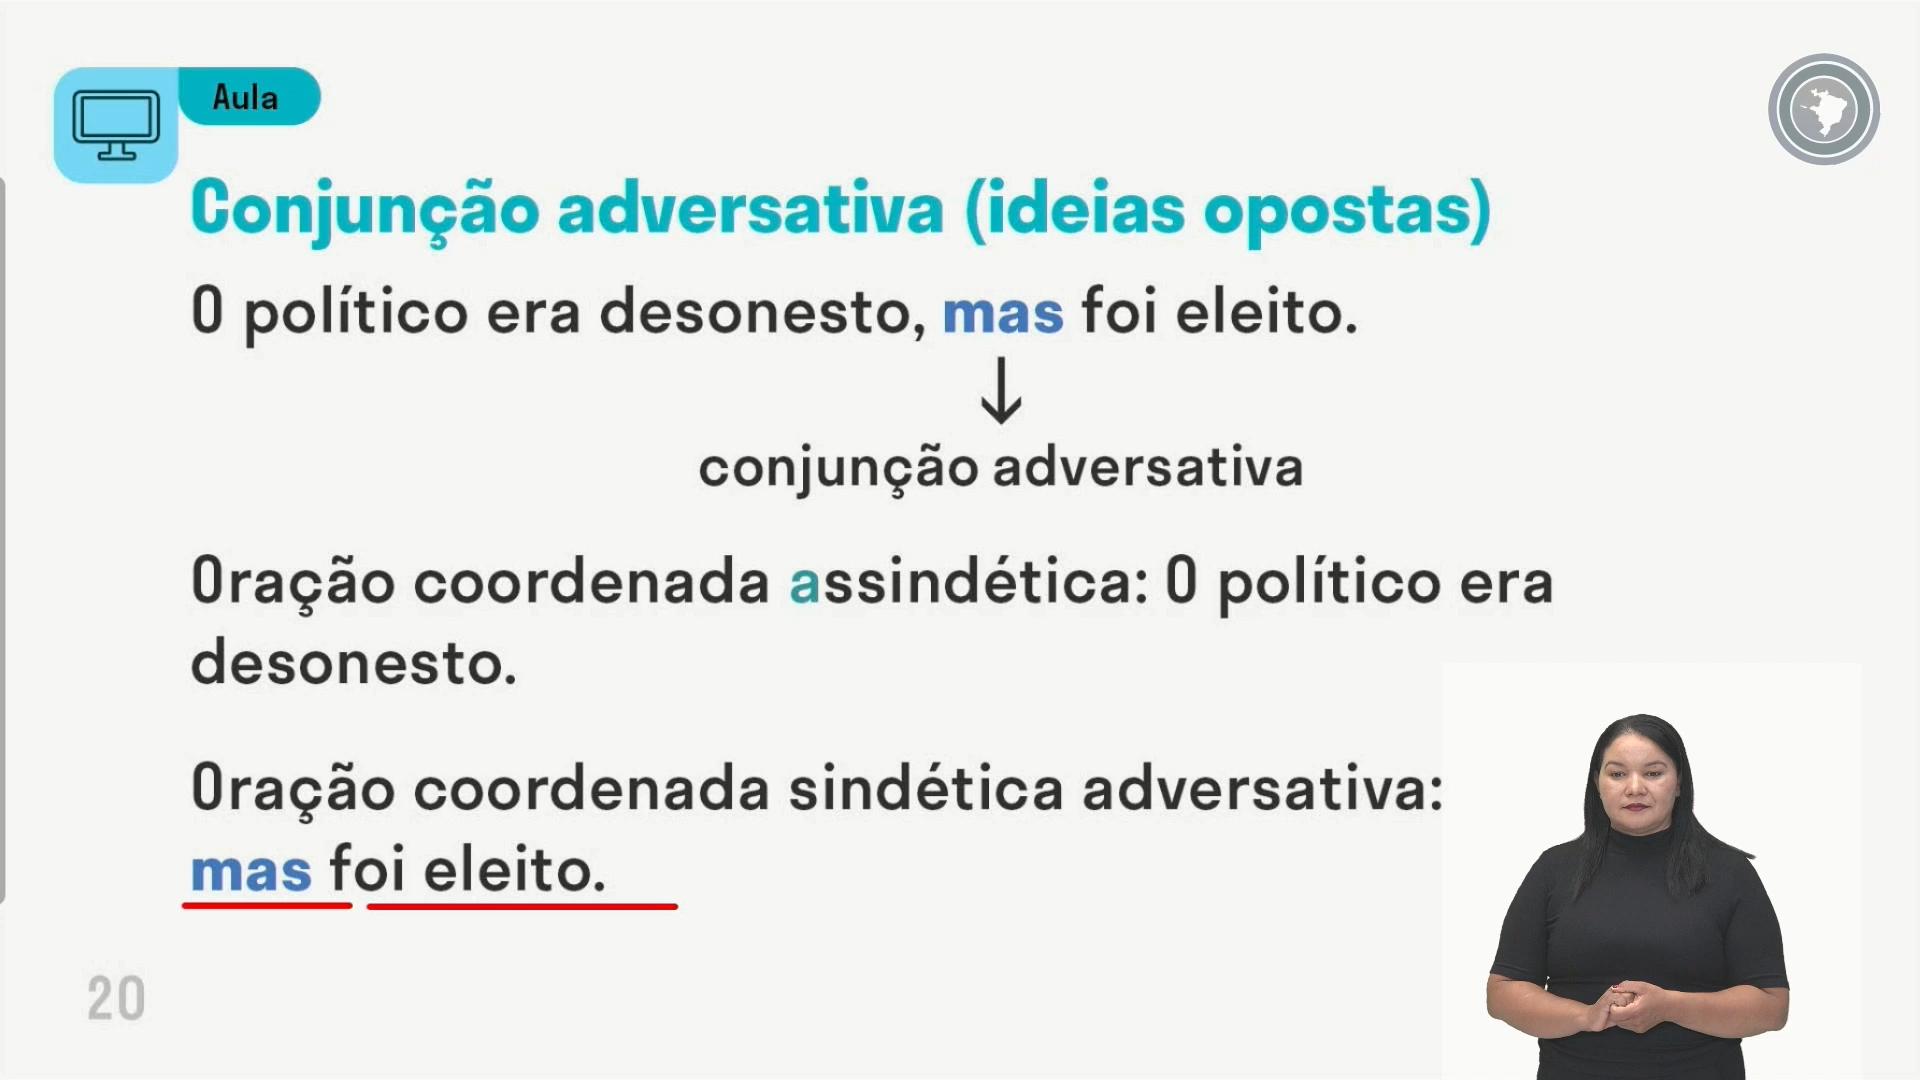 Aula
Conjunção adversativa (ideias opostas)
O político era desonesto, mas foi eleito.
conjunção adversativa
Oração coordenada assindética: O político era
desonesto.
Oração coordenada sindética adversativa:
mas foi eleito.
20